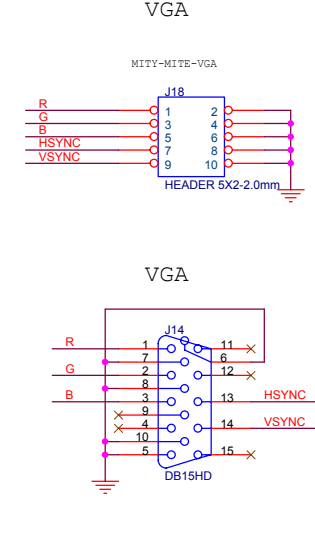 VGA
MITY-MITE-VGA
J18
R 1 2
G 3 4
B 5 6
HSYNC 7 8
VSYNC 9 10
HEADER 5X2-2.0mm
VGA
J14
R 1 11
7 6
G 2 12
8
B 3 13 HSYNC
9
4 14 VSYNC
10
5 15
DB15HD